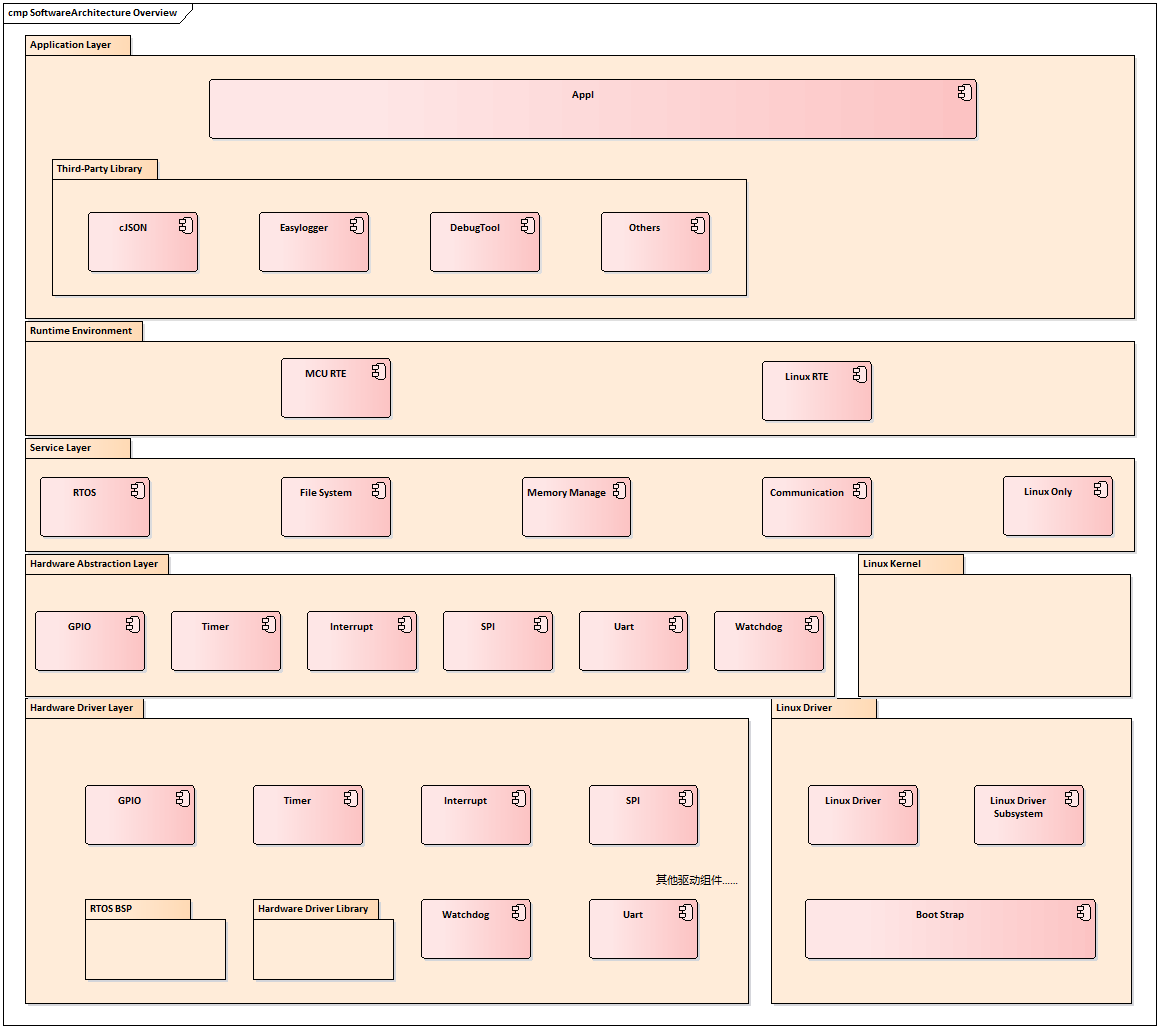 cmp SoftwareArchitecture Overview
Application Layer
Appl
Third-Party Library
cJSON
Easylogger
DebugTool
Others
Runtime Environment
MCU RTE
Linux RTE
Service Layer
RTOS
File System
Memory Manage
Communication
Linux Only
Hardware Abstraction Layer
Linux Kernel
GPIO
Timer
Interrupt
SPI
Uart
Watchdog
Hardware Driver Layer
Linux Driver
GPIO
Timer
Interrupt
SPI
Linux Driver
Linux Driver
Subsystem
其他驱动组件......
RTOS BSP
Hardware Driver Library
Watchdog
Uart
Boot Strap